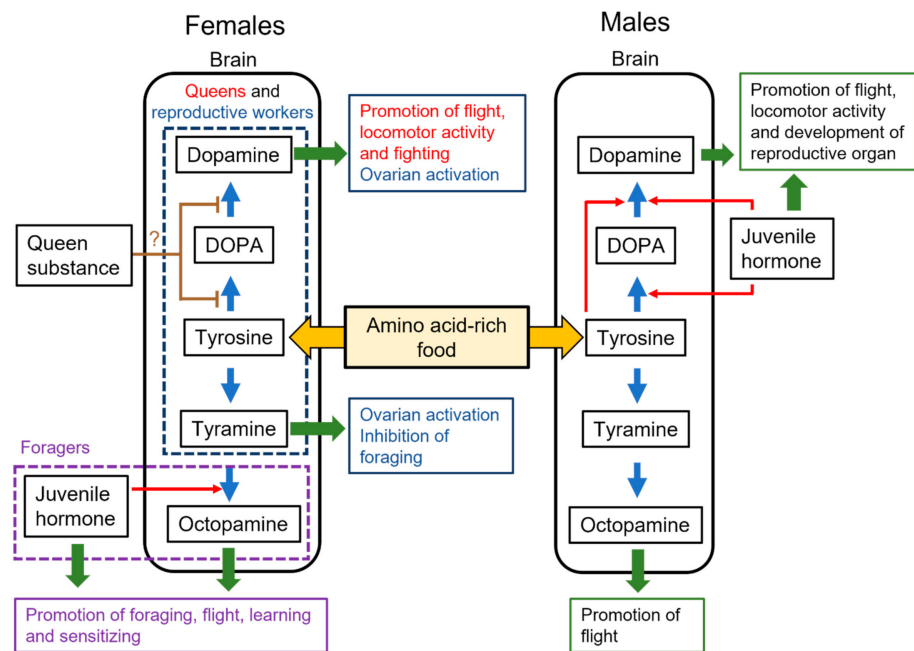 Females
Males
Brain
Brain
Queens and
reproductive workers
Dopamine
Promotion of flight,
locomotor activity
and fighting
Ovarian activation
Dopamine
Promotion of flight,
locomotor activity
and development of
reproductive organ
Queen
substance
?
DOPA
DOPA
Juvenile
hormone
Tyrosine
Amino acid-rich
food
Tyrosine
Tyramine
Ovarian activation
Inhibition of
foraging
Tyramine
Foragers
Juvenile
hormone
Octopamine
Octopamine
Promotion of foraging, flight, learning
and sensitizing
Promotion of
flight